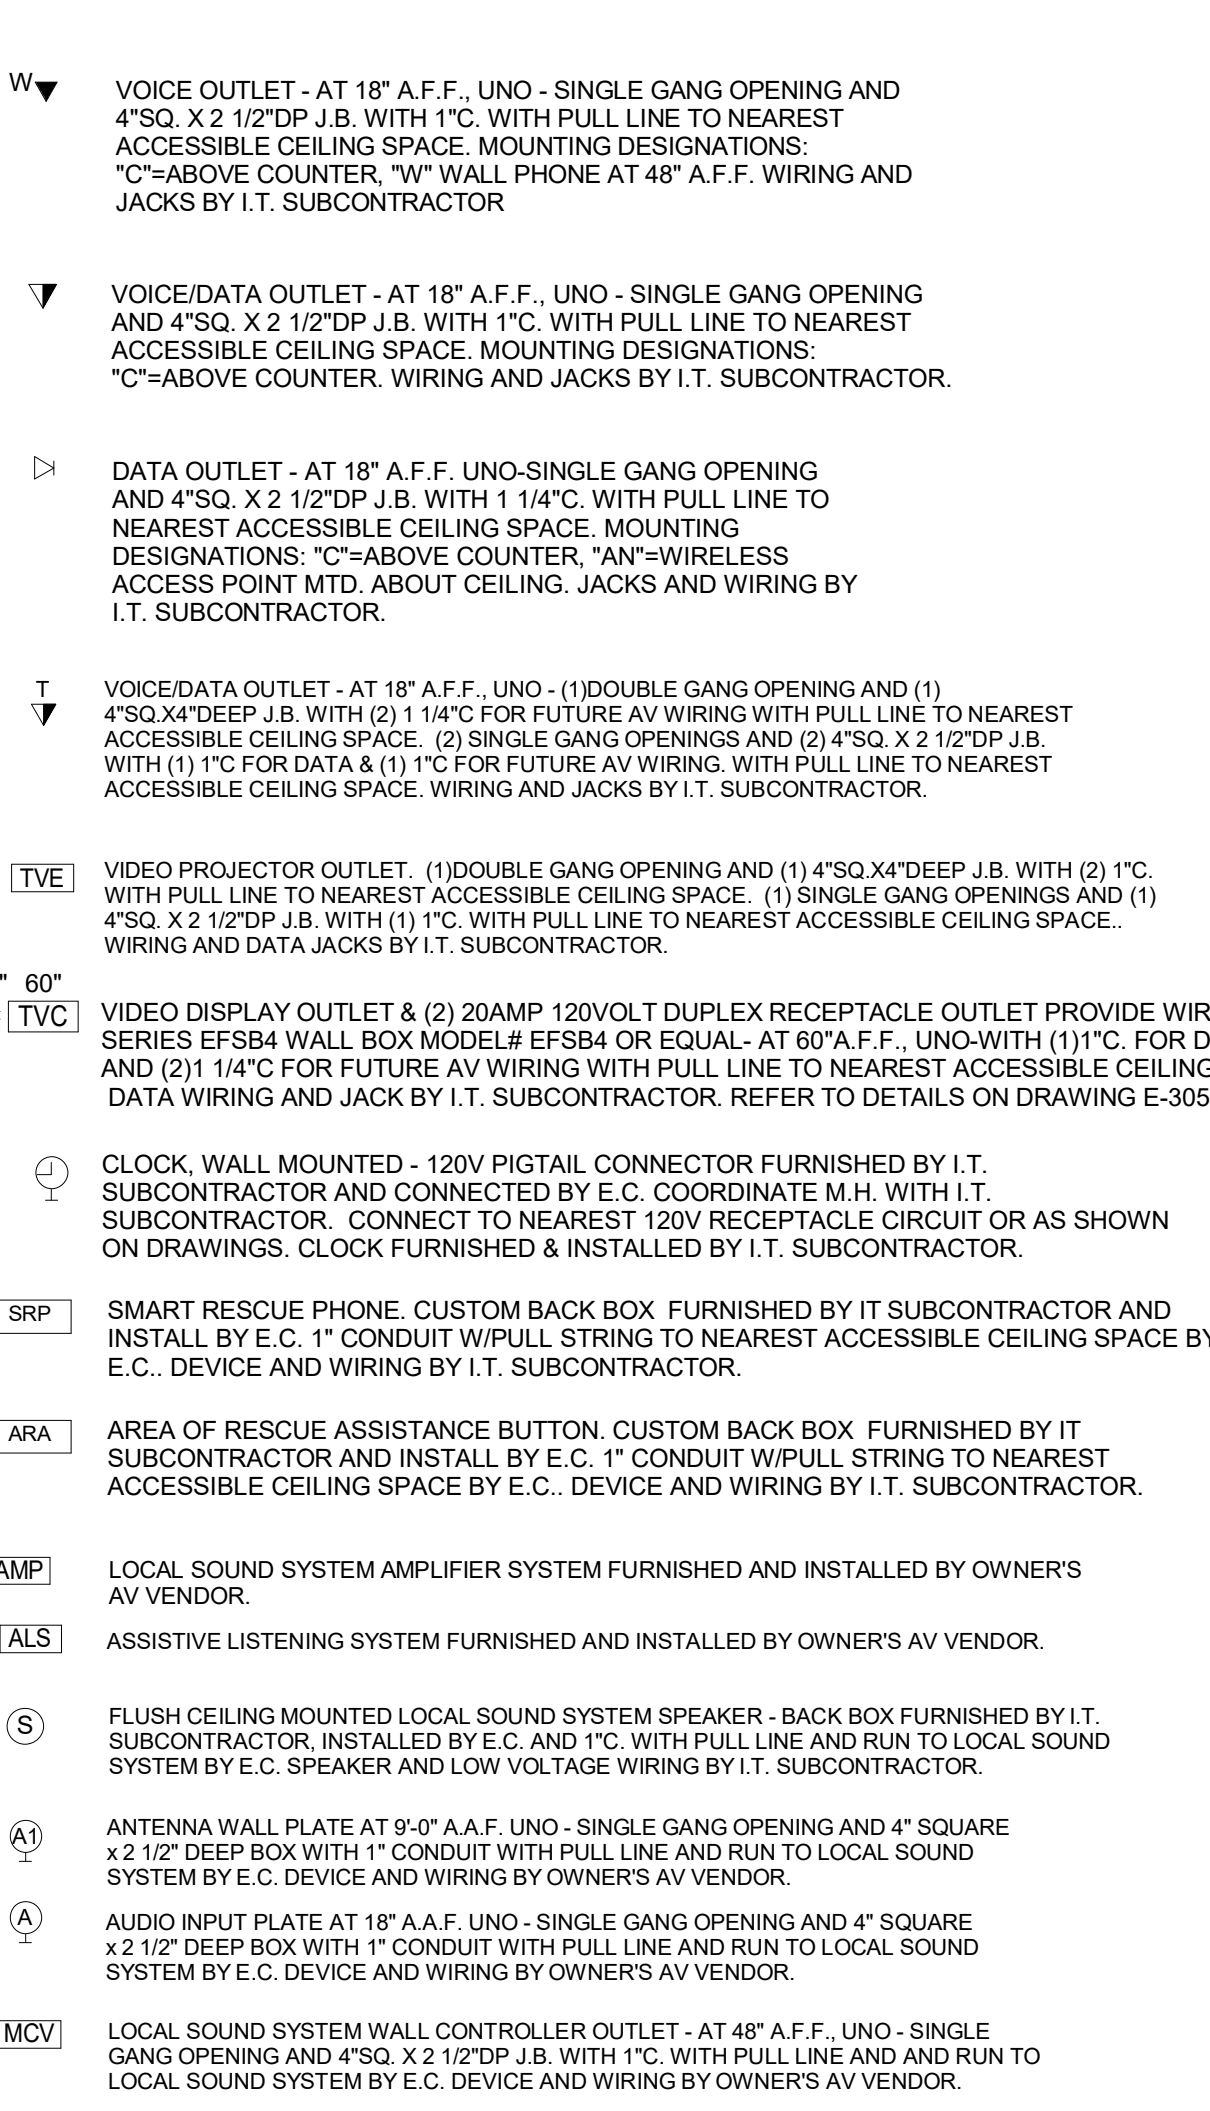 W
VOICE OUTLET - AT 18" A.F.F., UNO - SINGLE GANG OPENING AND
4"SQ. X 2 1/2"DP J.B. WITH 1"C. WITH PULL LINE TO NEAREST
ACCESSIBLE CEILING SPACE. MOUNTING DESIGNATIONS:
"C"=ABOVE COUNTER, "W" WALL PHONE AT 48" A.F.F. WIRING AND
JACKS BY I.T. SUBCONTRACTOR
VOICE/DATA OUTLET - AT 18" A.F.F., UNO - SINGLE GANG OPENING
AND 4"SQ. X 2 1/2"DP J.B. WITH 1"C. WITH PULL LINE TO NEAREST
ACCESSIBLE CEILING SPACE. MOUNTING DESIGNATIONS:
"C"=ABOVE COUNTER. WIRING AND JACKS BY I.T. SUBCONTRACTOR.
DATA OUTLET - AT 18" A.F.F. UNO-SINGLE GANG OPENING
AND 4"SQ. X 2 1/2"DP J.B. WITH 1 1/4"C. WITH PULL LINE TO
NEAREST ACCESSIBLE CEILING SPACE. MOUNTING
DESIGNATIONS: "C"=ABOVE COUNTER, "AN"=WIRELESS
ACCESS POINT MTD. ABOUT CEILING. JACKS AND WIRING BY
I.T. SUBCONTRACTOR.
T
VOICE/DATA OUTLET - AT 18" A.F.F., UNO - (1)DOUBLE GANG OPENING AND (1)
4"SQ.X4"DEEP J.B. WITH (2) 1 1/4"C FOR FUTURE AV WIRING WITH PULL LINE TO NEAREST
ACCESSIBLE CEILING SPACE. (2) SINGLE GANG OPENINGS AND (2) 4"SQ. X 2 1/2"DP J.B.
WITH (1) 1"C FOR DATA & (1) 1"C FOR FUTURE AV WIRING. WITH PULL LINE TO NEAREST
ACCESSIBLE CEILING SPACE. WIRING AND JACKS BY I.T. SUBCONTRACTOR.
TVE
VIDEO PROJECTOR OUTLET. (1)DOUBLE GANG OPENING AND (1) 4"SQ.X4"DEEP J.B. WITH (2) 1"C.
WITH PULL LINE TO NEAREST ACCESSIBLE CEILING SPACE. (1) SINGLE GANG OPENINGS AND (1)
4"SQ. X 2 1/2"DP J.B. WITH (1) 1"C. WITH PULL LINE TO NEAREST ACCESSIBLE CEILING SPACE..
WIRING AND DATA JACKS BY I.T. SUBCONTRACTOR.
" 60"
TVC
VIDEO DISPLAY OUTLET & (2) 20AMP 120VOLT DUPLEX RECEPTACLE OUTLET PROVIDE WIR
SERIES EFSB4 WALL BOX MODEL# EFSB4 OR EQUAL- AT 60"A.F.F., UNO-WITH (1)1"C. FOR D
AND (2)1 1/4"C FOR FUTURE AV WIRING WITH PULL LINE TO NEAREST ACCESSIBLE CEILING
DATA WIRING AND JACK BY I.T. SUBCONTRACTOR. REFER TO DETAILS ON DRAWING E-305
CLOCK, WALL MOUNTED - 120V PIGTAIL CONNECTOR FURNISHED BY I.T.
SUBCONTRACTOR AND CONNECTED BY E.C. COORDINATE M.H. WITH I.T.
SUBCONTRACTOR. CONNECT TO NEAREST 120V RECEPTACLE CIRCUIT OR AS SHOWN
ON DRAWINGS. CLOCK FURNISHED & INSTALLED BY I.T. SUBCONTRACTOR.
SRP
SMART RESCUE PHONE. CUSTOM BACK BOX FURNISHED BY IT SUBCONTRACTOR AND
INSTALL BY E.C. 1" CONDUIT W/PULL STRING TO NEAREST ACCESSIBLE CEILING SPACE BY
E.C.. DEVICE AND WIRING BY I.T. SUBCONTRACTOR.
ARA
AREA OF RESCUE ASSISTANCE BUTTON. CUSTOM BACK BOX FURNISHED BY IT
SUBCONTRACTOR AND INSTALL BY E.C. 1" CONDUIT W/PULL STRING TO NEAREST
ACCESSIBLE CEILING SPACE BY E.C.. DEVICE AND WIRING BY I.T. SUBCONTRACTOR.
AMP
LOCAL SOUND SYSTEM AMPLIFIER SYSTEM FURNISHED AND INSTALLED BY OWNER'S
AV VENDOR.
ALS
ASSISTIVE LISTENING SYSTEM FURNISHED AND INSTALLED BY OWNER'S AV VENDOR.
S
FLUSH CEILING MOUNTED LOCAL SOUND SYSTEM SPEAKER - BACK BOX FURNISHED BY I.T.
SUBCONTRACTOR, INSTALLED BY E.C. AND 1"C. WITH PULL LINE AND RUN TO LOCAL SOUND
SYSTEM BY E.C. SPEAKER AND LOW VOLTAGE WIRING BY I.T. SUBCONTRACTOR.
A1
ANTENNA WALL PLATE AT 9'-0" A.A.F. UNO - SINGLE GANG OPENING AND 4" SQUARE
x 2 1/2" DEEP BOX WITH 1" CONDUIT WITH PULL LINE AND RUN TO LOCAL SOUND
SYSTEM BY E.C. DEVICE AND WIRING BY OWNER'S AV VENDOR.
A
AUDIO INPUT PLATE AT 18" A.A.F. UNO - SINGLE GANG OPENING AND 4" SQUARE
x 2 1/2" DEEP BOX WITH 1" CONDUIT WITH PULL LINE AND RUN TO LOCAL SOUND
SYSTEM BY E.C. DEVICE AND WIRING BY OWNER'S AV VENDOR.
MCV
LOCAL SOUND SYSTEM WALL CONTROLLER OUTLET - AT 48" A.F.F., UNO - SINGLE
GANG OPENING AND 4"SQ. X 2 1/2"DP J.B. WITH 1"C. WITH PULL LINE AND AND RUN TO
LOCAL SOUND SYSTEM BY E.C. DEVICE AND WIRING BY OWNER'S AV VENDOR.